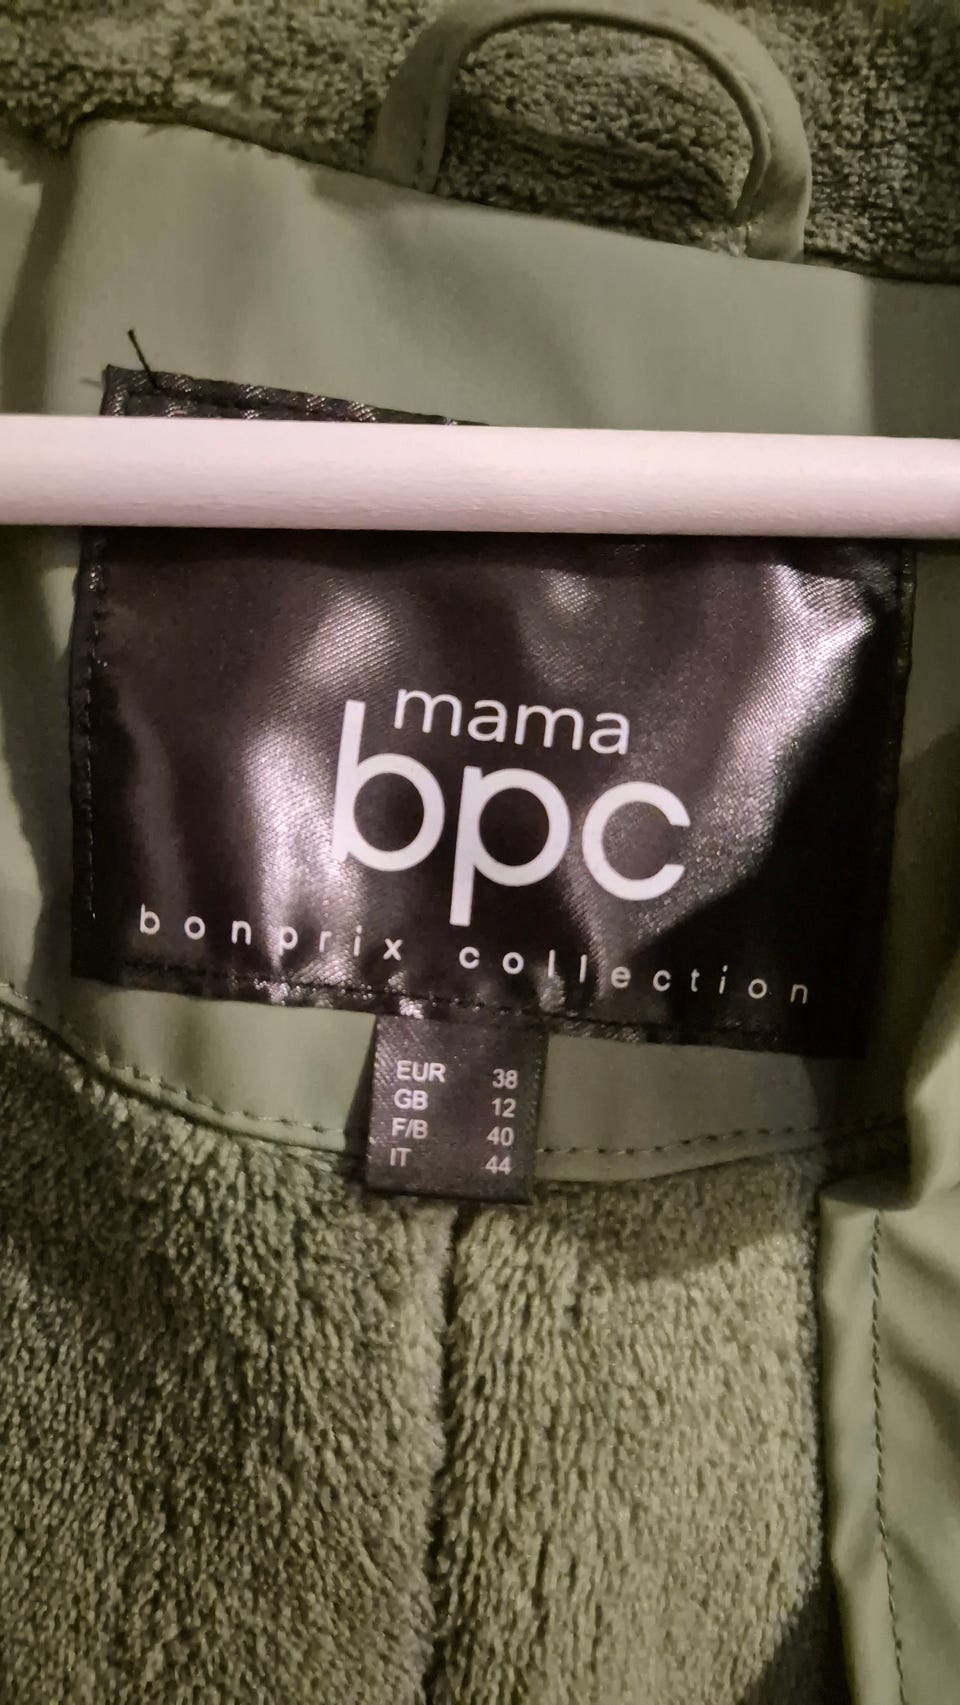 mama
bpc
bonprix collection
EUR 38
GB 12
F/B 40
IT 44